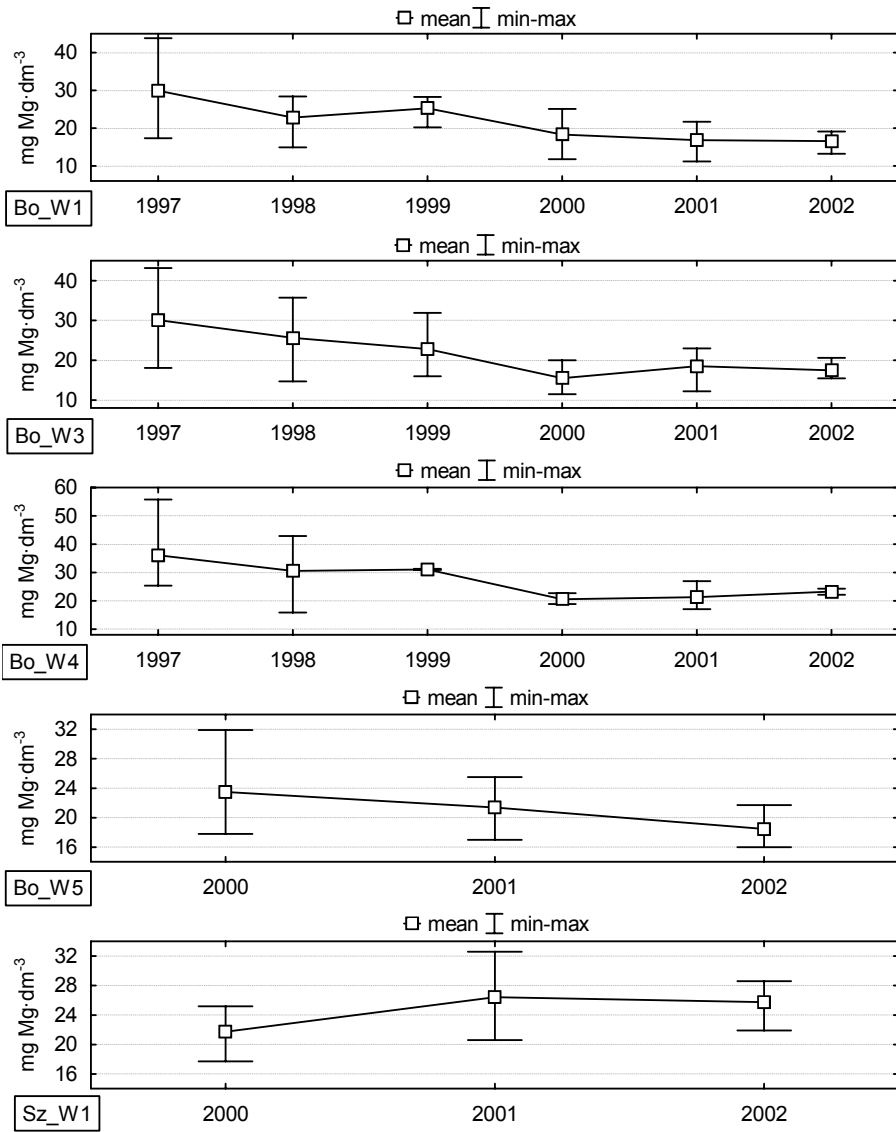 mean min-max
mg Mg·dm-3
40
30
20
10
Bo_W1
1997 1998 1999 2000 2001 2002
mean min-max
mg Mg·dm-3
40
30
20
10
Bo_W3
1997 1998 1999 2000 2001 2002
mean min-max
mg Mg·dm-3
60
50
40
30
20
10
Bo_W4
1997 1998 1999 2000 2001 2002
mean min-max
mg Mg·dm-3
32
28
24
20
16
Bo_W5
2000 2001 2002
mean min-max
mg Mg·dm-3
32
28
24
20
16
Sz_W1
2000 2001 2002